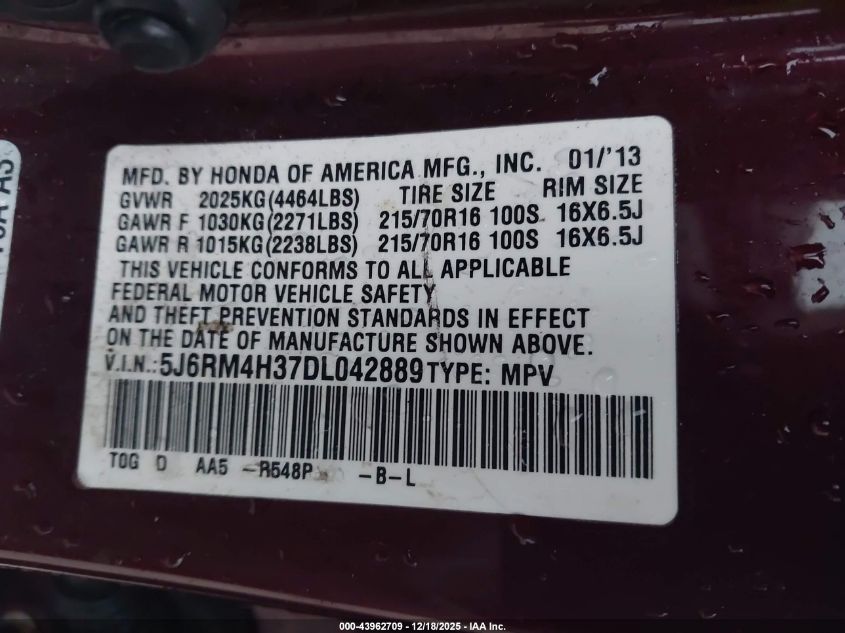 MFD. BY HONDA OF AMERICA MFG., INC. 01/'13
GVWR 2025KG(4464LBS) TIRE SIZE RIM SIZE
GAWR F 1030KG(2271LBS) 215/70R16 100S 16X6.5J
GAWR R 1015KG(2238LBS) 215/70R16 100S 16X6.5J
THIS VEHICLE CONFORMS TO ALL APPLICABLE
FEDERAL MOTOR VEHICLE SAFETY
AND THEFT PREVENTION STANDARDS IN EFFECT
ON THE DATE OF MANUFACTURE SHOWN ABOVE.
V.I.N.:5J6RM4H37DL042889 TYPE: MPV
T0G D AA5 -R548P -B-L
000-43962709 - 12/18/2025 - IAA Inc.